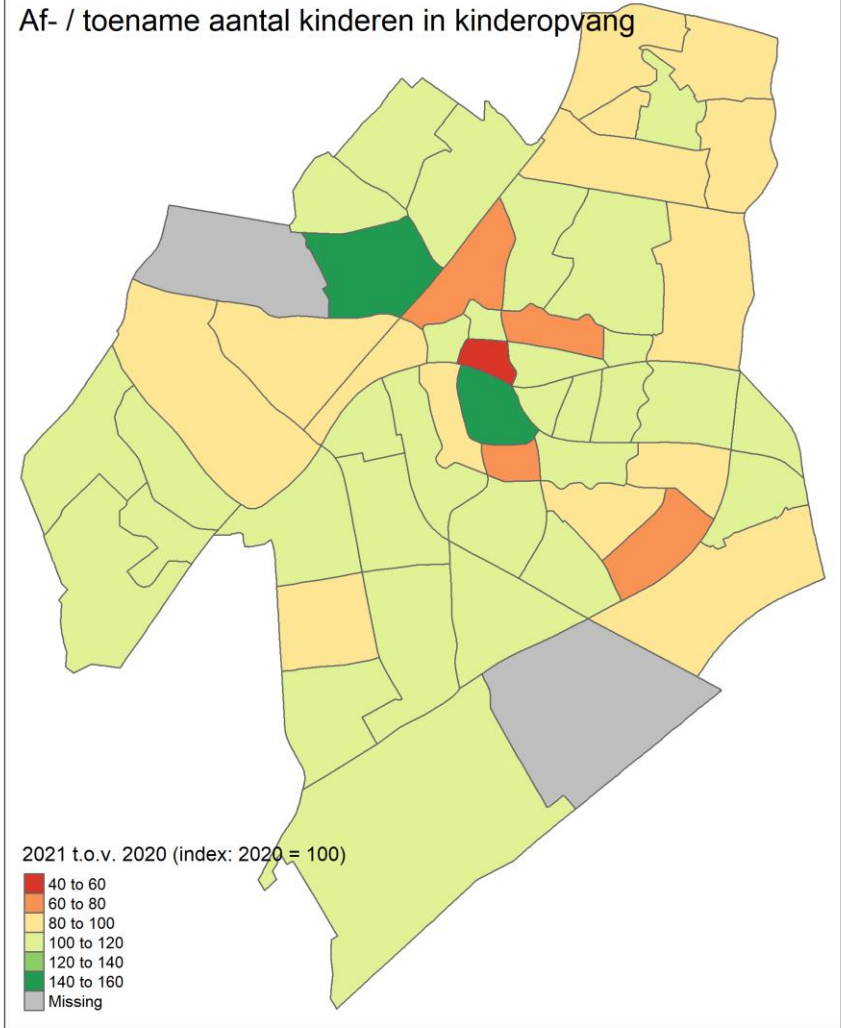 Af- / toename aantal kinderen in kinderopvang
2021 t.o.v. 2020 (index: 2020 = 100)
40 to 60
60 to 80
80 to 100
100 to 120
120 to 140
140 to 160
Missing